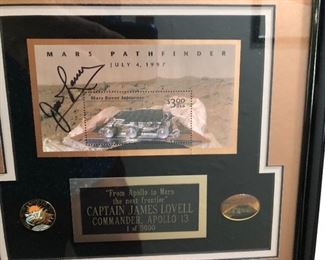 MARS PATHFINDER
JULY 4, 1997
Mars Rover Sojourner
$3.00
"From Apollo to Mars
the next frontier"
CAPTAIN JAMES LOVELL
COMMANDER, APOLLO 13
1 of 5000